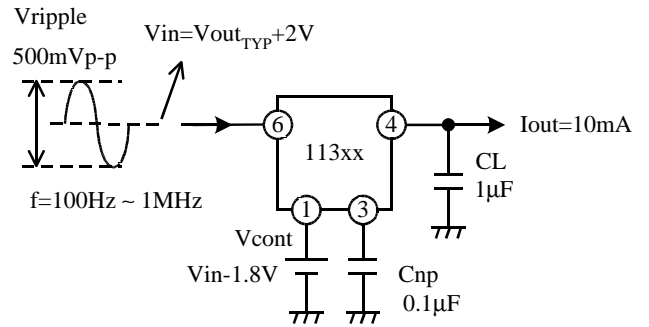 Vripple
500mVp-p
Vin=VoutTYP+2V
f=100Hz ~ 1MHz
6
4
113xx
1
3
Iout=10mA
CL
1μF
Vcont
Vin-1.8V
Cnp
0.1μF